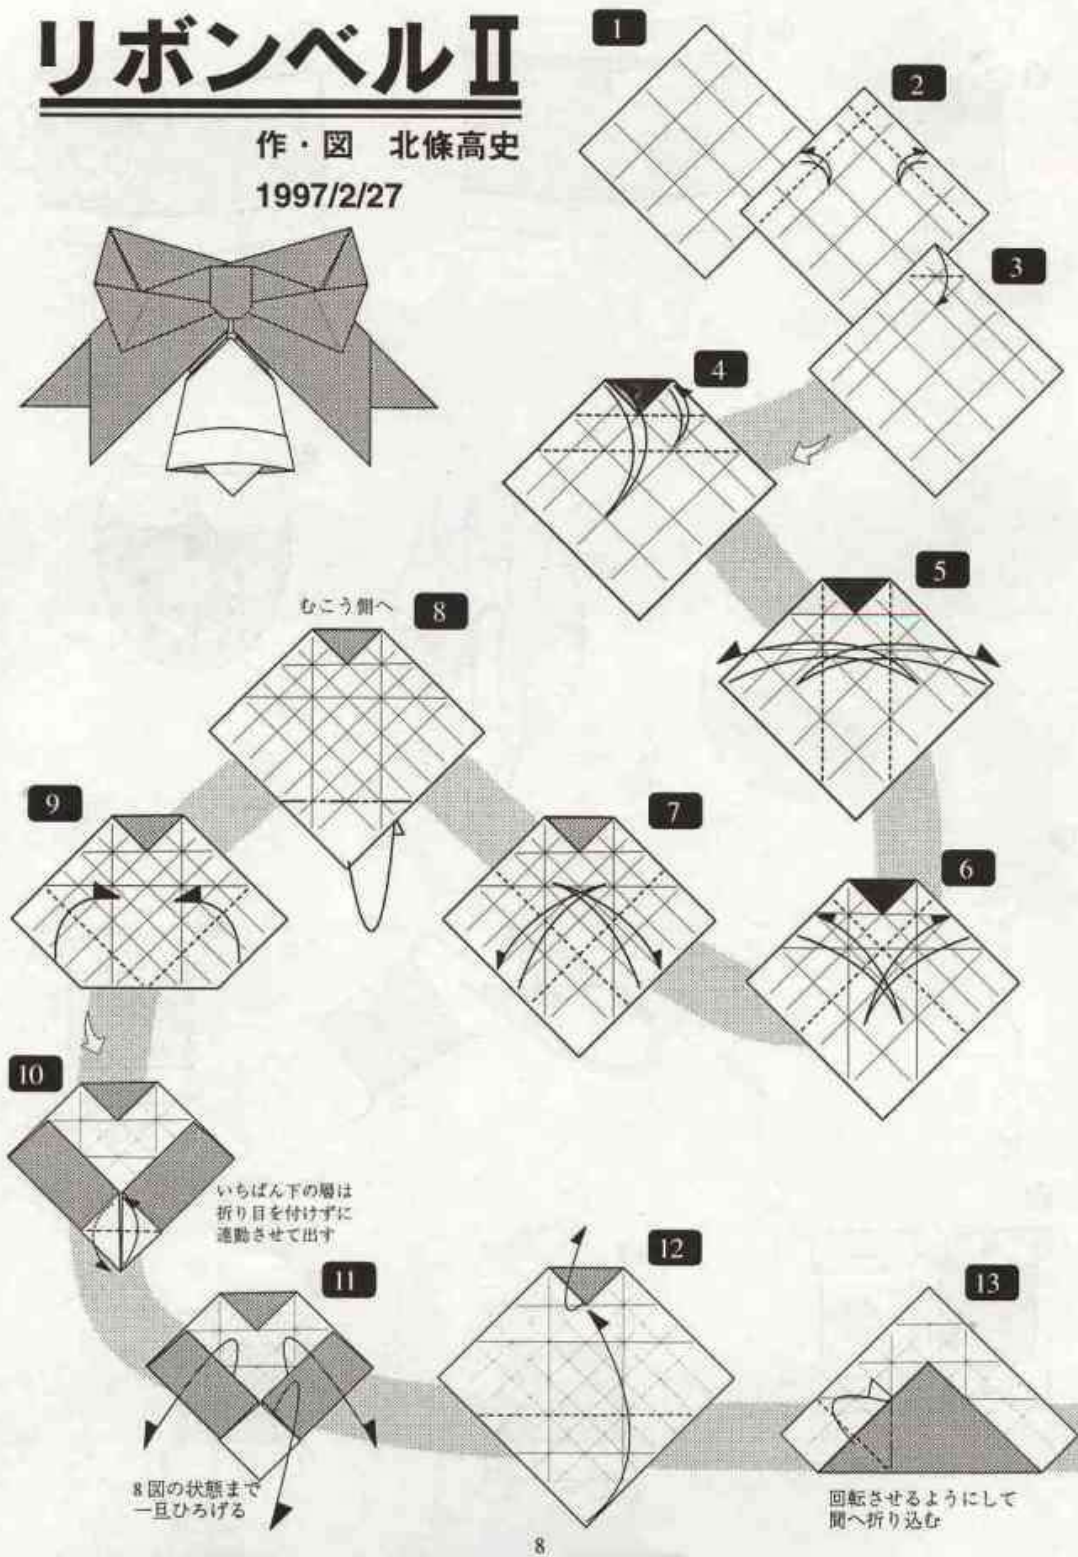 リボンベルⅡ
作・図　北條高史
1997/2/27
1
2
3
4
5
6
7
むこう側へ
8
9
10
いちばん下の層は
折り目を付けずに
連動させて出す
11
8図の状態まで
一旦ひろげる
12
13
回転させるようにして
間へ折り込む
8